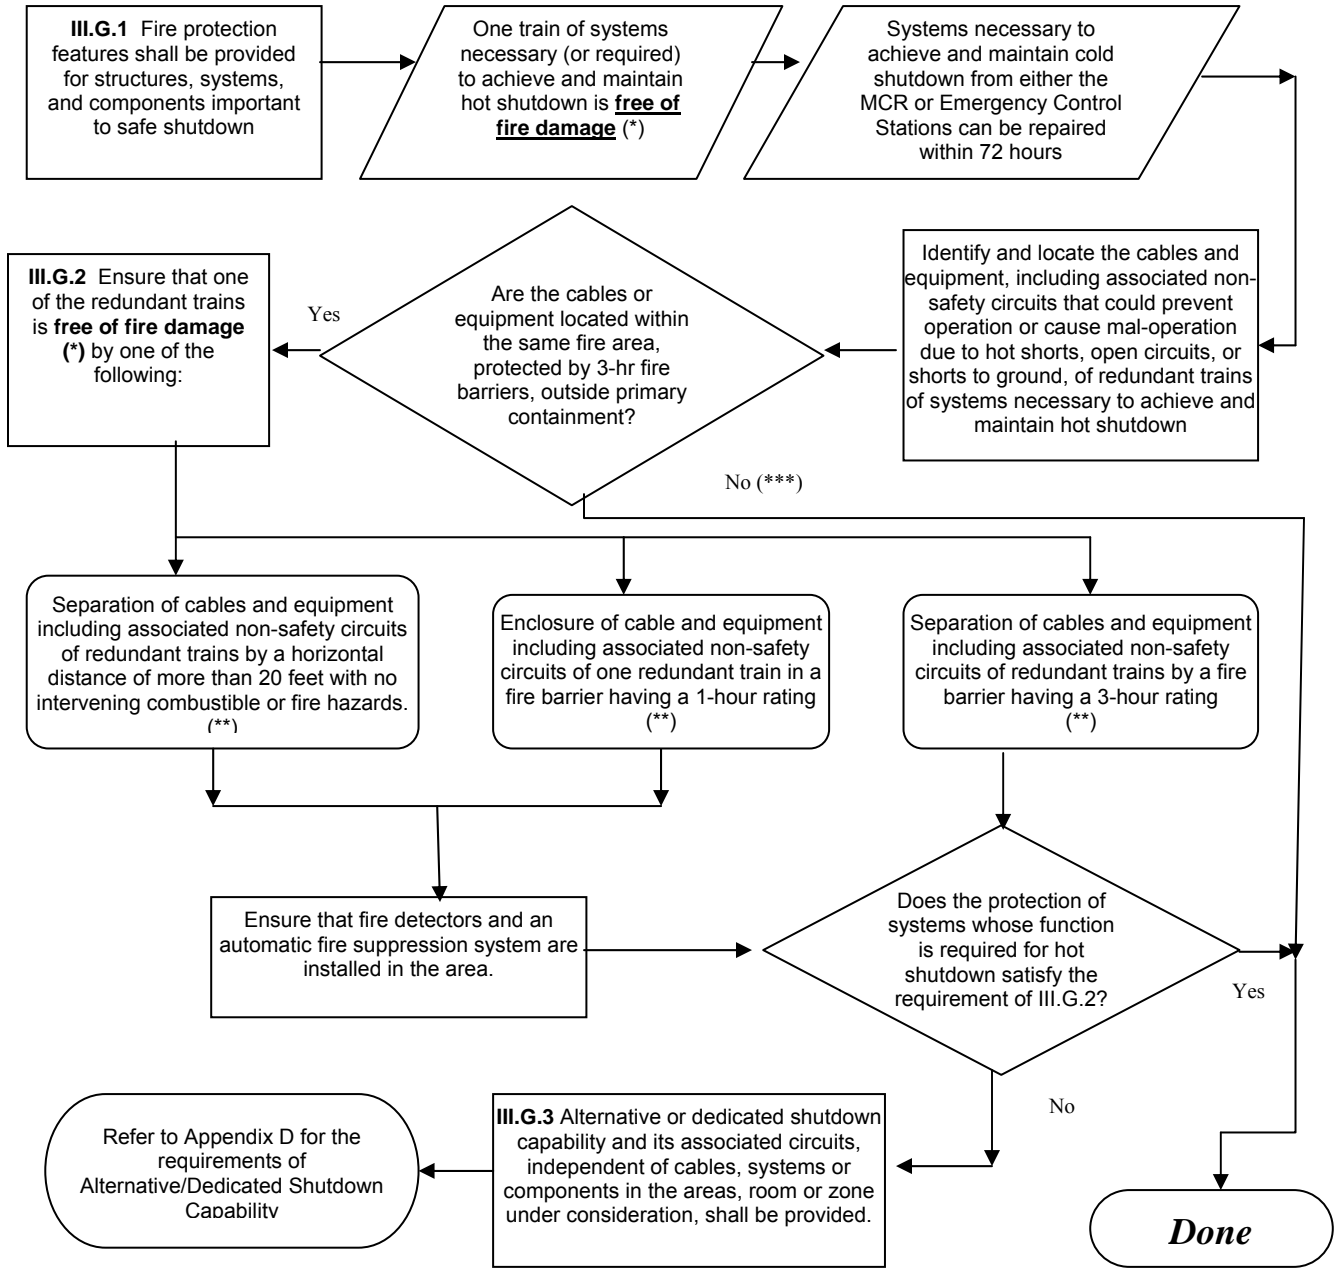 III.G.1 Fire protection
features shall be provided
for structures, systems,
and components important
to safe shutdown
One train of systems
necessary (or required)
to achieve and maintain
hot shutdown is free of
fire damage (*)
Systems necessary to
achieve and maintain cold
shutdown from either the
MCR or Emergency Control
Stations can be repaired
within 72 hours
Identify and locate the cables and
equipment, including associated non-
safety circuits that could prevent
operation or cause mal-operation
due to hot shorts, open circuits, or
shorts to ground, of redundant trains
of systems necessary to achieve and
maintain hot shutdown
Are the cables or
equipment located within
the same fire area,
protected by 3-hr fire
barriers, outside primary
containment?
Yes
No (***)
III.G.2 Ensure that one
of the redundant trains
is free of fire damage
(*) by one of the
following:
Separation of cables and equipment
including associated non-safety circuits
of redundant trains by a horizontal
distance of more than 20 feet with no
intervening combustible or fire hazards.
(**)
Enclosure of cable and equipment
including associated non-safety
circuits of one redundant train in a
fire barrier having a 1-hour rating
(**)
Separation of cables and equipment
including associated non-safety
circuits of redundant trains by a fire
barrier having a 3-hour rating
(**)
Ensure that fire detectors and an
automatic fire suppression system are
installed in the area.
Does the protection of
systems whose function
is required for hot
shutdown satisfy the
requirement of III.G.2?
Yes
No
III.G.3 Alternative or dedicated shutdown
capability and its associated circuits,
independent of cables, systems or
components in the areas, room or zone
under consideration, shall be provided.
Refer to Appendix D for the
requirements of
Alternative/Dedicated Shutdown
Capability
Done